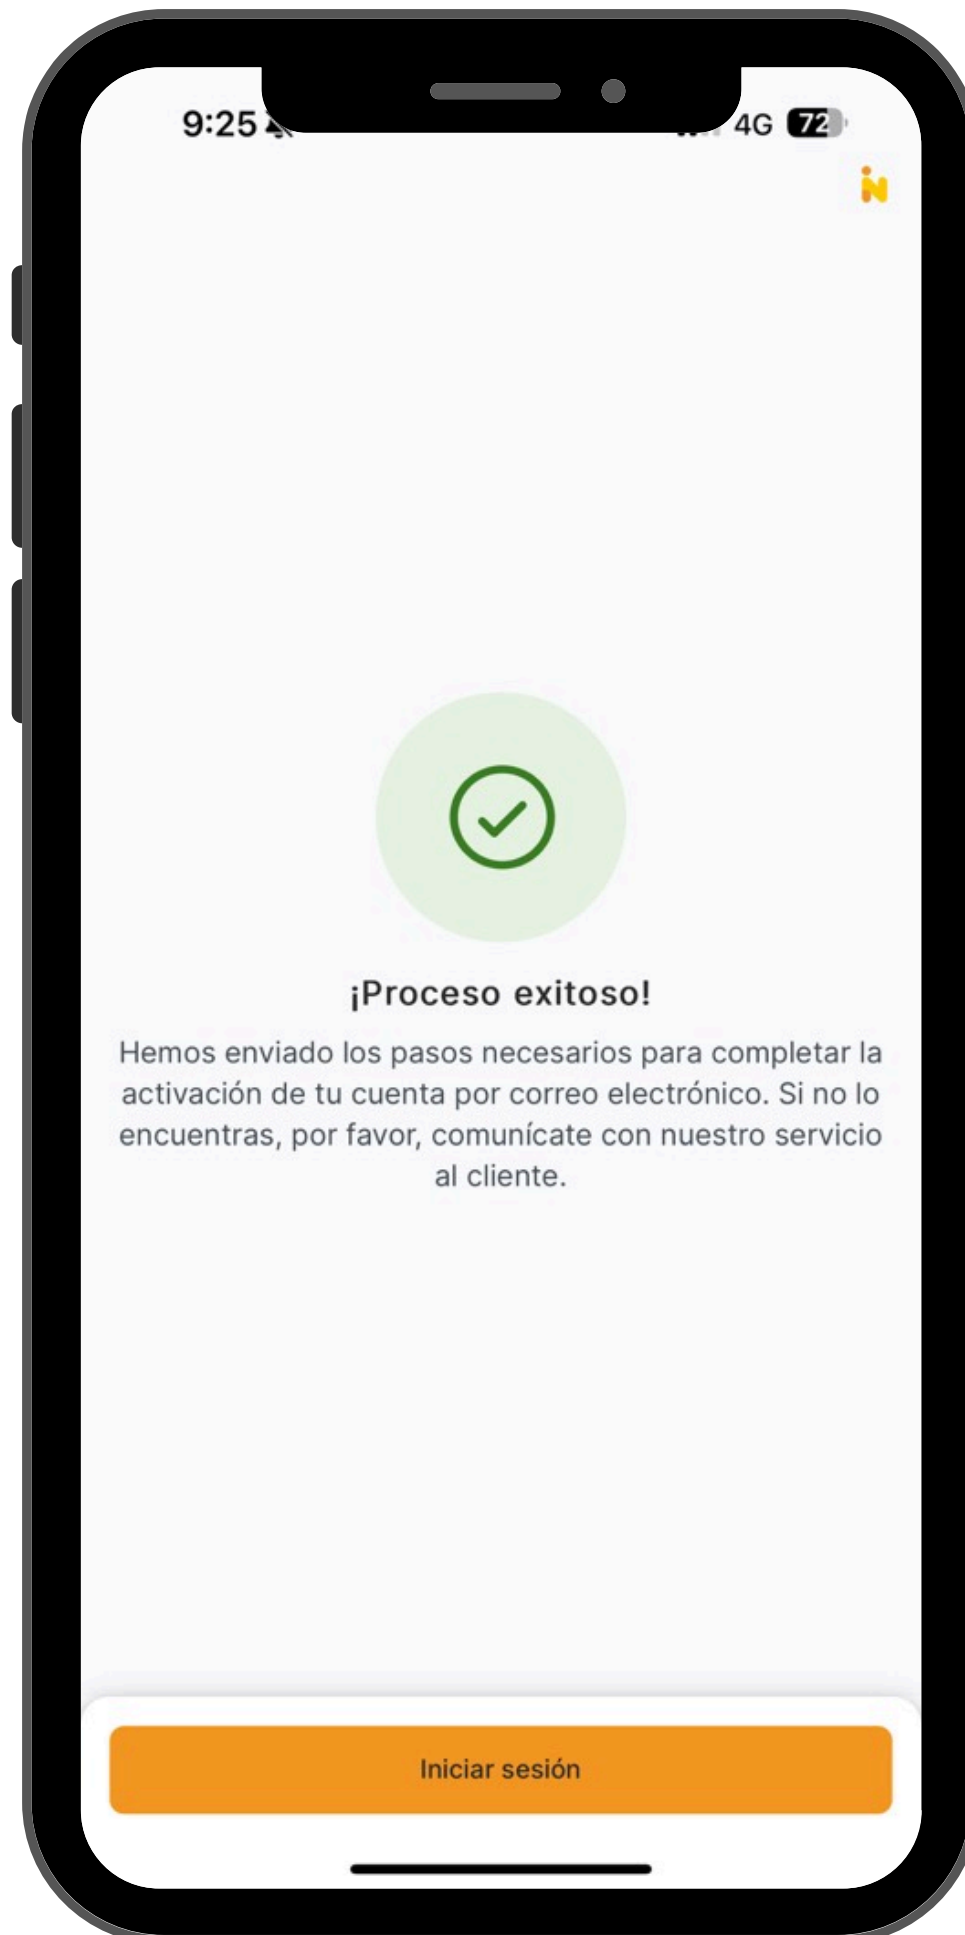 9:25
4G
72
iN
¡Proceso exitoso!
Hemos enviado los pasos necesarios para completar la
activación de tu cuenta por correo electrónico. Si no lo
encuentras, por favor, comunícate con nuestro servicio
al cliente.
Iniciar sesión